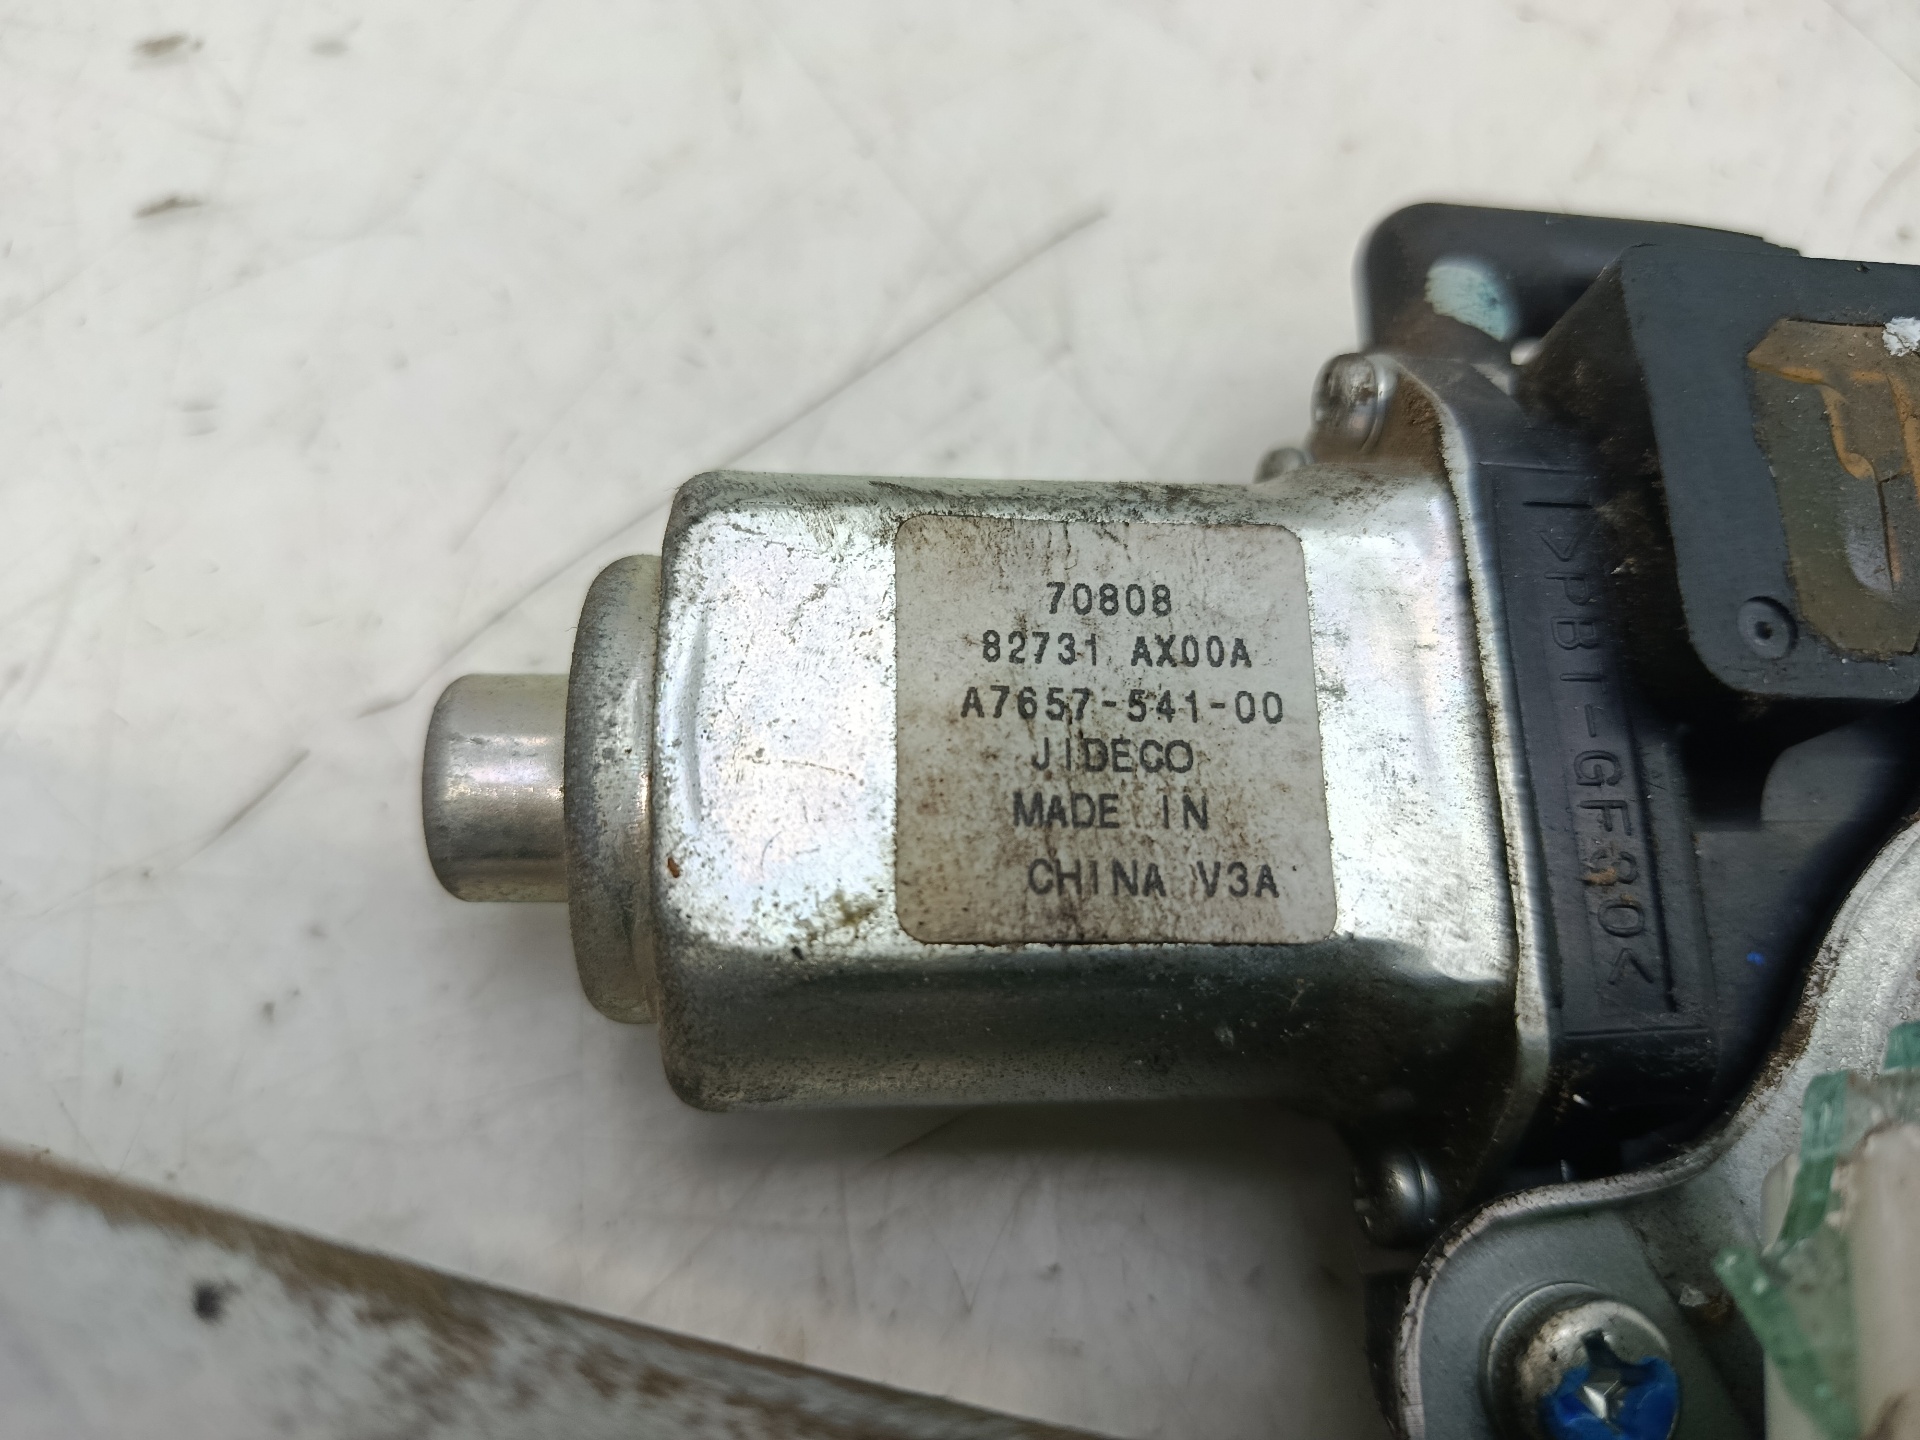 70808
82731 AX00A
A7657-541-00
JIDECO
MADE IN
CHINA V3A
>PBT-GF30<